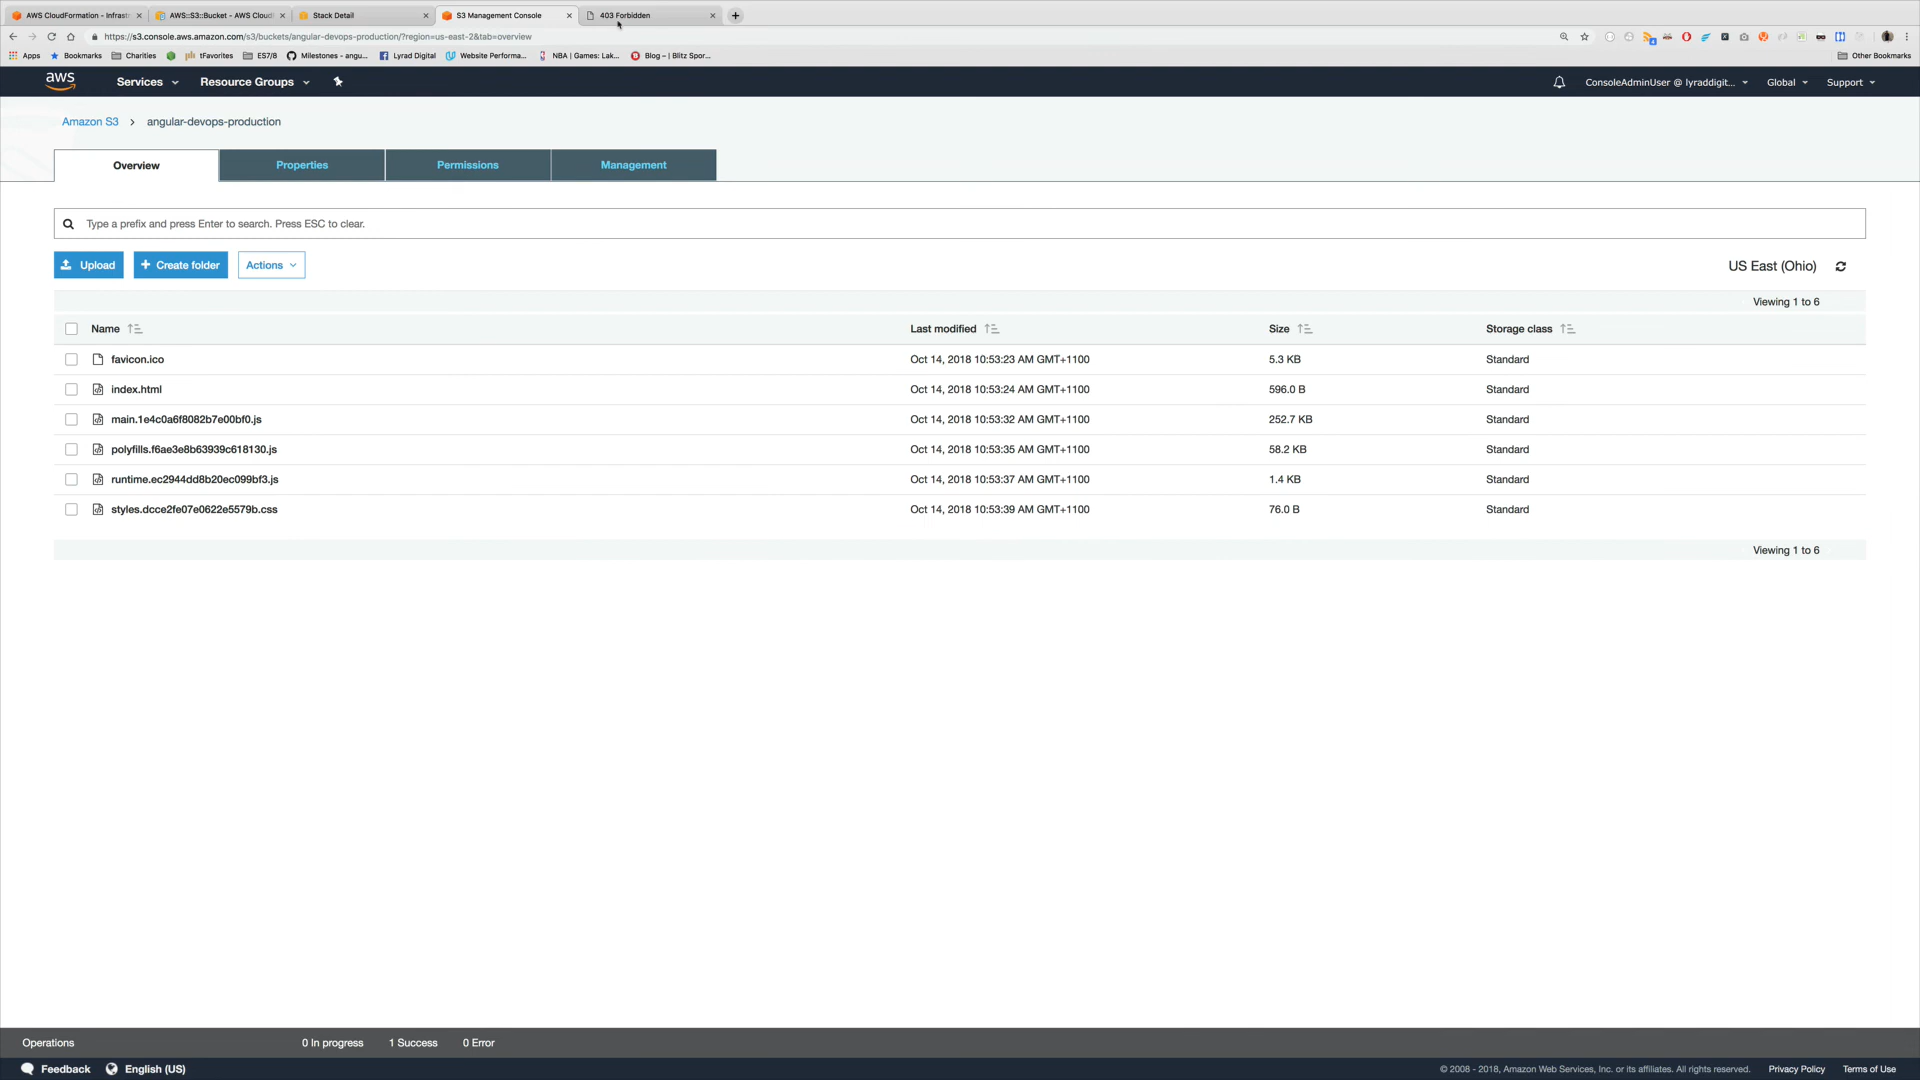 AWS CloudFormation - Infrastr
AWS::S3::Bucket - AWS Cloudf
Stack Detail
S3 Management Console
403 Forbidden
https://s3.console.aws.amazon.com/s3/buckets/angular-devops-production/?region=us-east-2&tab=overview
Apps Bookmarks Charities tFavorites ES7/8 Milestones - angu... Lyrad Digital Website Performa... NBA | Games: Lak... Blog – | Blitz Spor... Other Bookmarks
aws Services Resource Groups ConsoleAdminUser @ lyraddigit... Global Support
Amazon S3 > angular-devops-production
Overview Properties Permissions Management
Type a prefix and press Enter to search. Press ESC to clear.
Upload + Create folder Actions US East (Ohio)
Viewing 1 to 6
Name Last modified Size Storage class
favicon.ico Oct 14, 2018 10:53:23 AM GMT+1100 5.3 KB Standard
index.html Oct 14, 2018 10:53:24 AM GMT+1100 596.0 B Standard
main.1e4c0a6f8082b7e00bf0.js Oct 14, 2018 10:53:32 AM GMT+1100 252.7 KB Standard
polyfills.f6ae3e8b63939c618130.js Oct 14, 2018 10:53:35 AM GMT+1100 58.2 KB Standard
runtime.ec2944dd8b20ec099bf3.js Oct 14, 2018 10:53:37 AM GMT+1100 1.4 KB Standard
styles.dcce2fe07e0622e5579b.css Oct 14, 2018 10:53:39 AM GMT+1100 76.0 B Standard
Viewing 1 to 6
Operations 0 In progress 1 Success 0 Error
Feedback English (US) © 2008 - 2018, Amazon Web Services, Inc. or its affiliates. All rights reserved. Privacy Policy Terms of Use